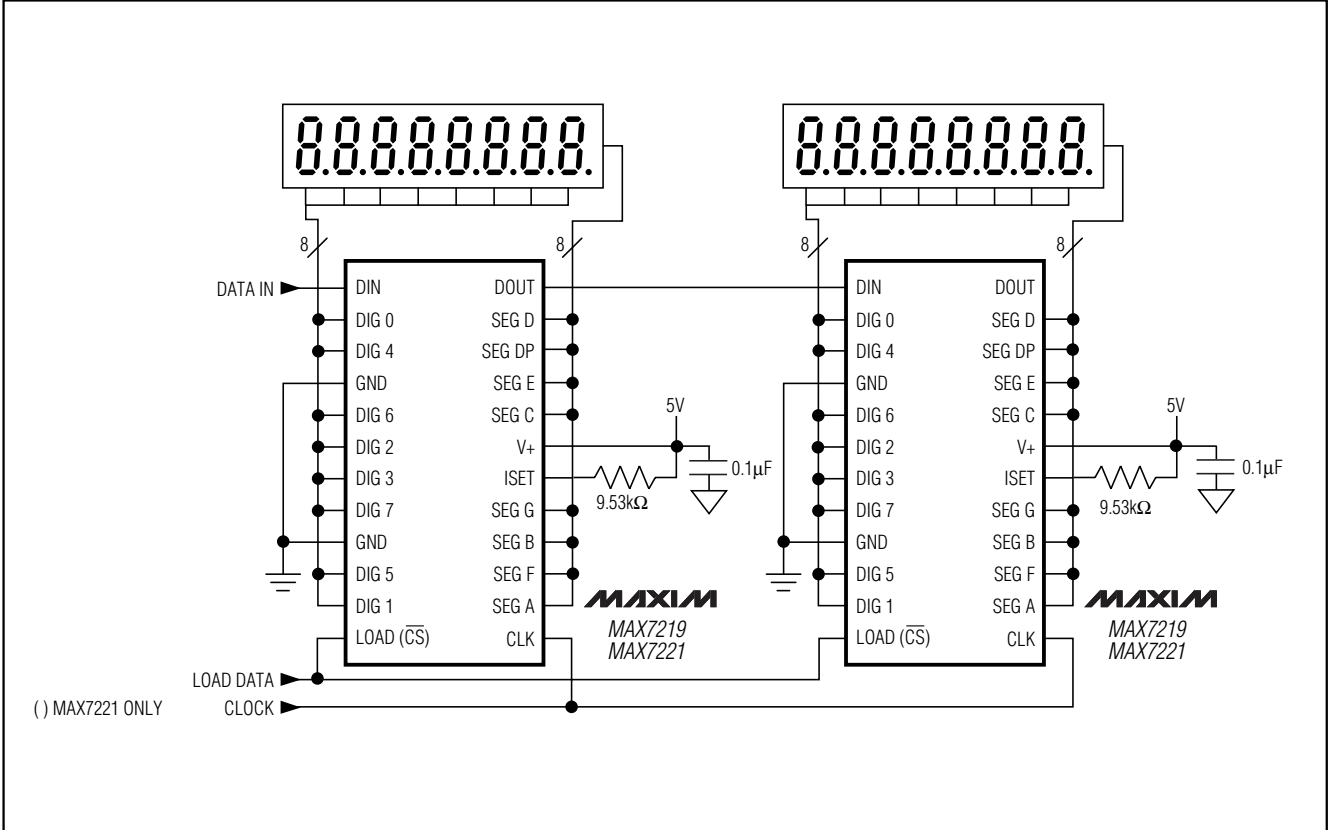 8.8.8.8.8.8.8.8.
8.8.8.8.8.8.8.8.
8
8
8
8
DATA IN
DIN
DOUT
DIG 0
SEG D
DIG 4
SEG DP
GND
SEG E
DIG 6
SEG C
DIG 2
V+
DIG 3
ISET
DIG 7
SEG G
GND
SEG B
DIG 5
SEG F
DIG 1
SEG A
LOAD (C̅S̅)
CLK
5V
0.1µF
9.53kΩ
MAXIM
MAX7219
MAX7221
DIN
DOUT
DIG 0
SEG D
DIG 4
SEG DP
GND
SEG E
DIG 6
SEG C
DIG 2
V+
DIG 3
ISET
DIG 7
SEG G
GND
SEG B
DIG 5
SEG F
DIG 1
SEG A
LOAD (C̅S̅)
CLK
5V
0.1µF
9.53kΩ
MAXIM
MAX7219
MAX7221
LOAD DATA
( ) MAX7221 ONLY
CLOCK